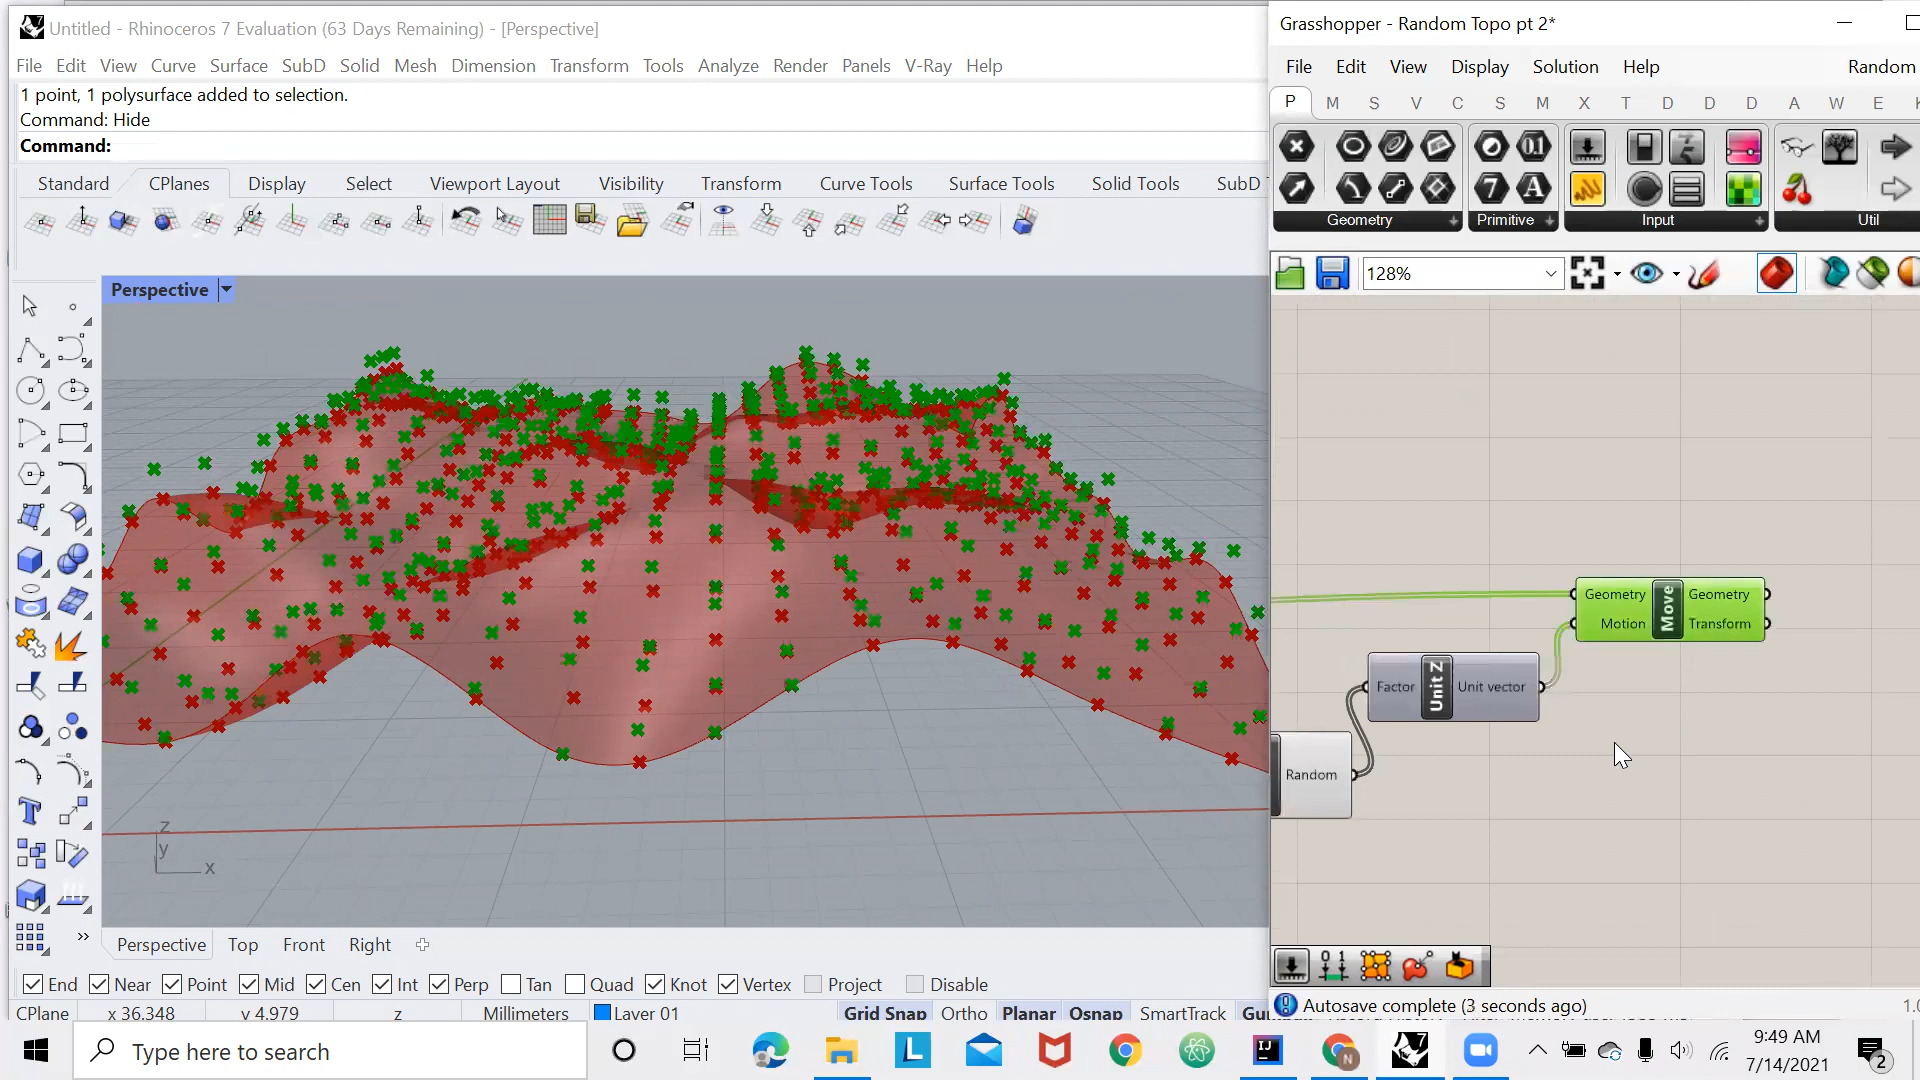 Untitled - Rhinoceros 7 Evaluation (63 Days Remaining) - [Perspective]
File Edit View Curve Surface SubD Solid Mesh Dimension Transform Tools Analyze Render Panels V-Ray Help
1 point, 1 polysurface added to selection.
Command: Hide
Command:
Standard CPlanes Display Select Viewport Layout Visibility Transform Curve Tools Surface Tools Solid Tools SubD T
Perspective
z
y
x
Perspective Top Front Right
End Near Point Mid Cen Int Perp Tan Quad Knot Vertex Project Disable
CPlane x 36.348 y 4.979 z Millimeters Layer 01 Grid Snap Ortho Planar Osnap SmartTrack
Grasshopper - Random Topo pt 2*
File Edit View Display Solution Help Random
P M S V C S M X T D D D A W E
Geometry Primitive Input Util
128%
Geometry Move Geometry
Motion Transform
Factor Unit Z Unit vector
Random
Autosave complete (3 seconds ago) 1.0
Type here to search
9:49 AM
7/14/2021
2